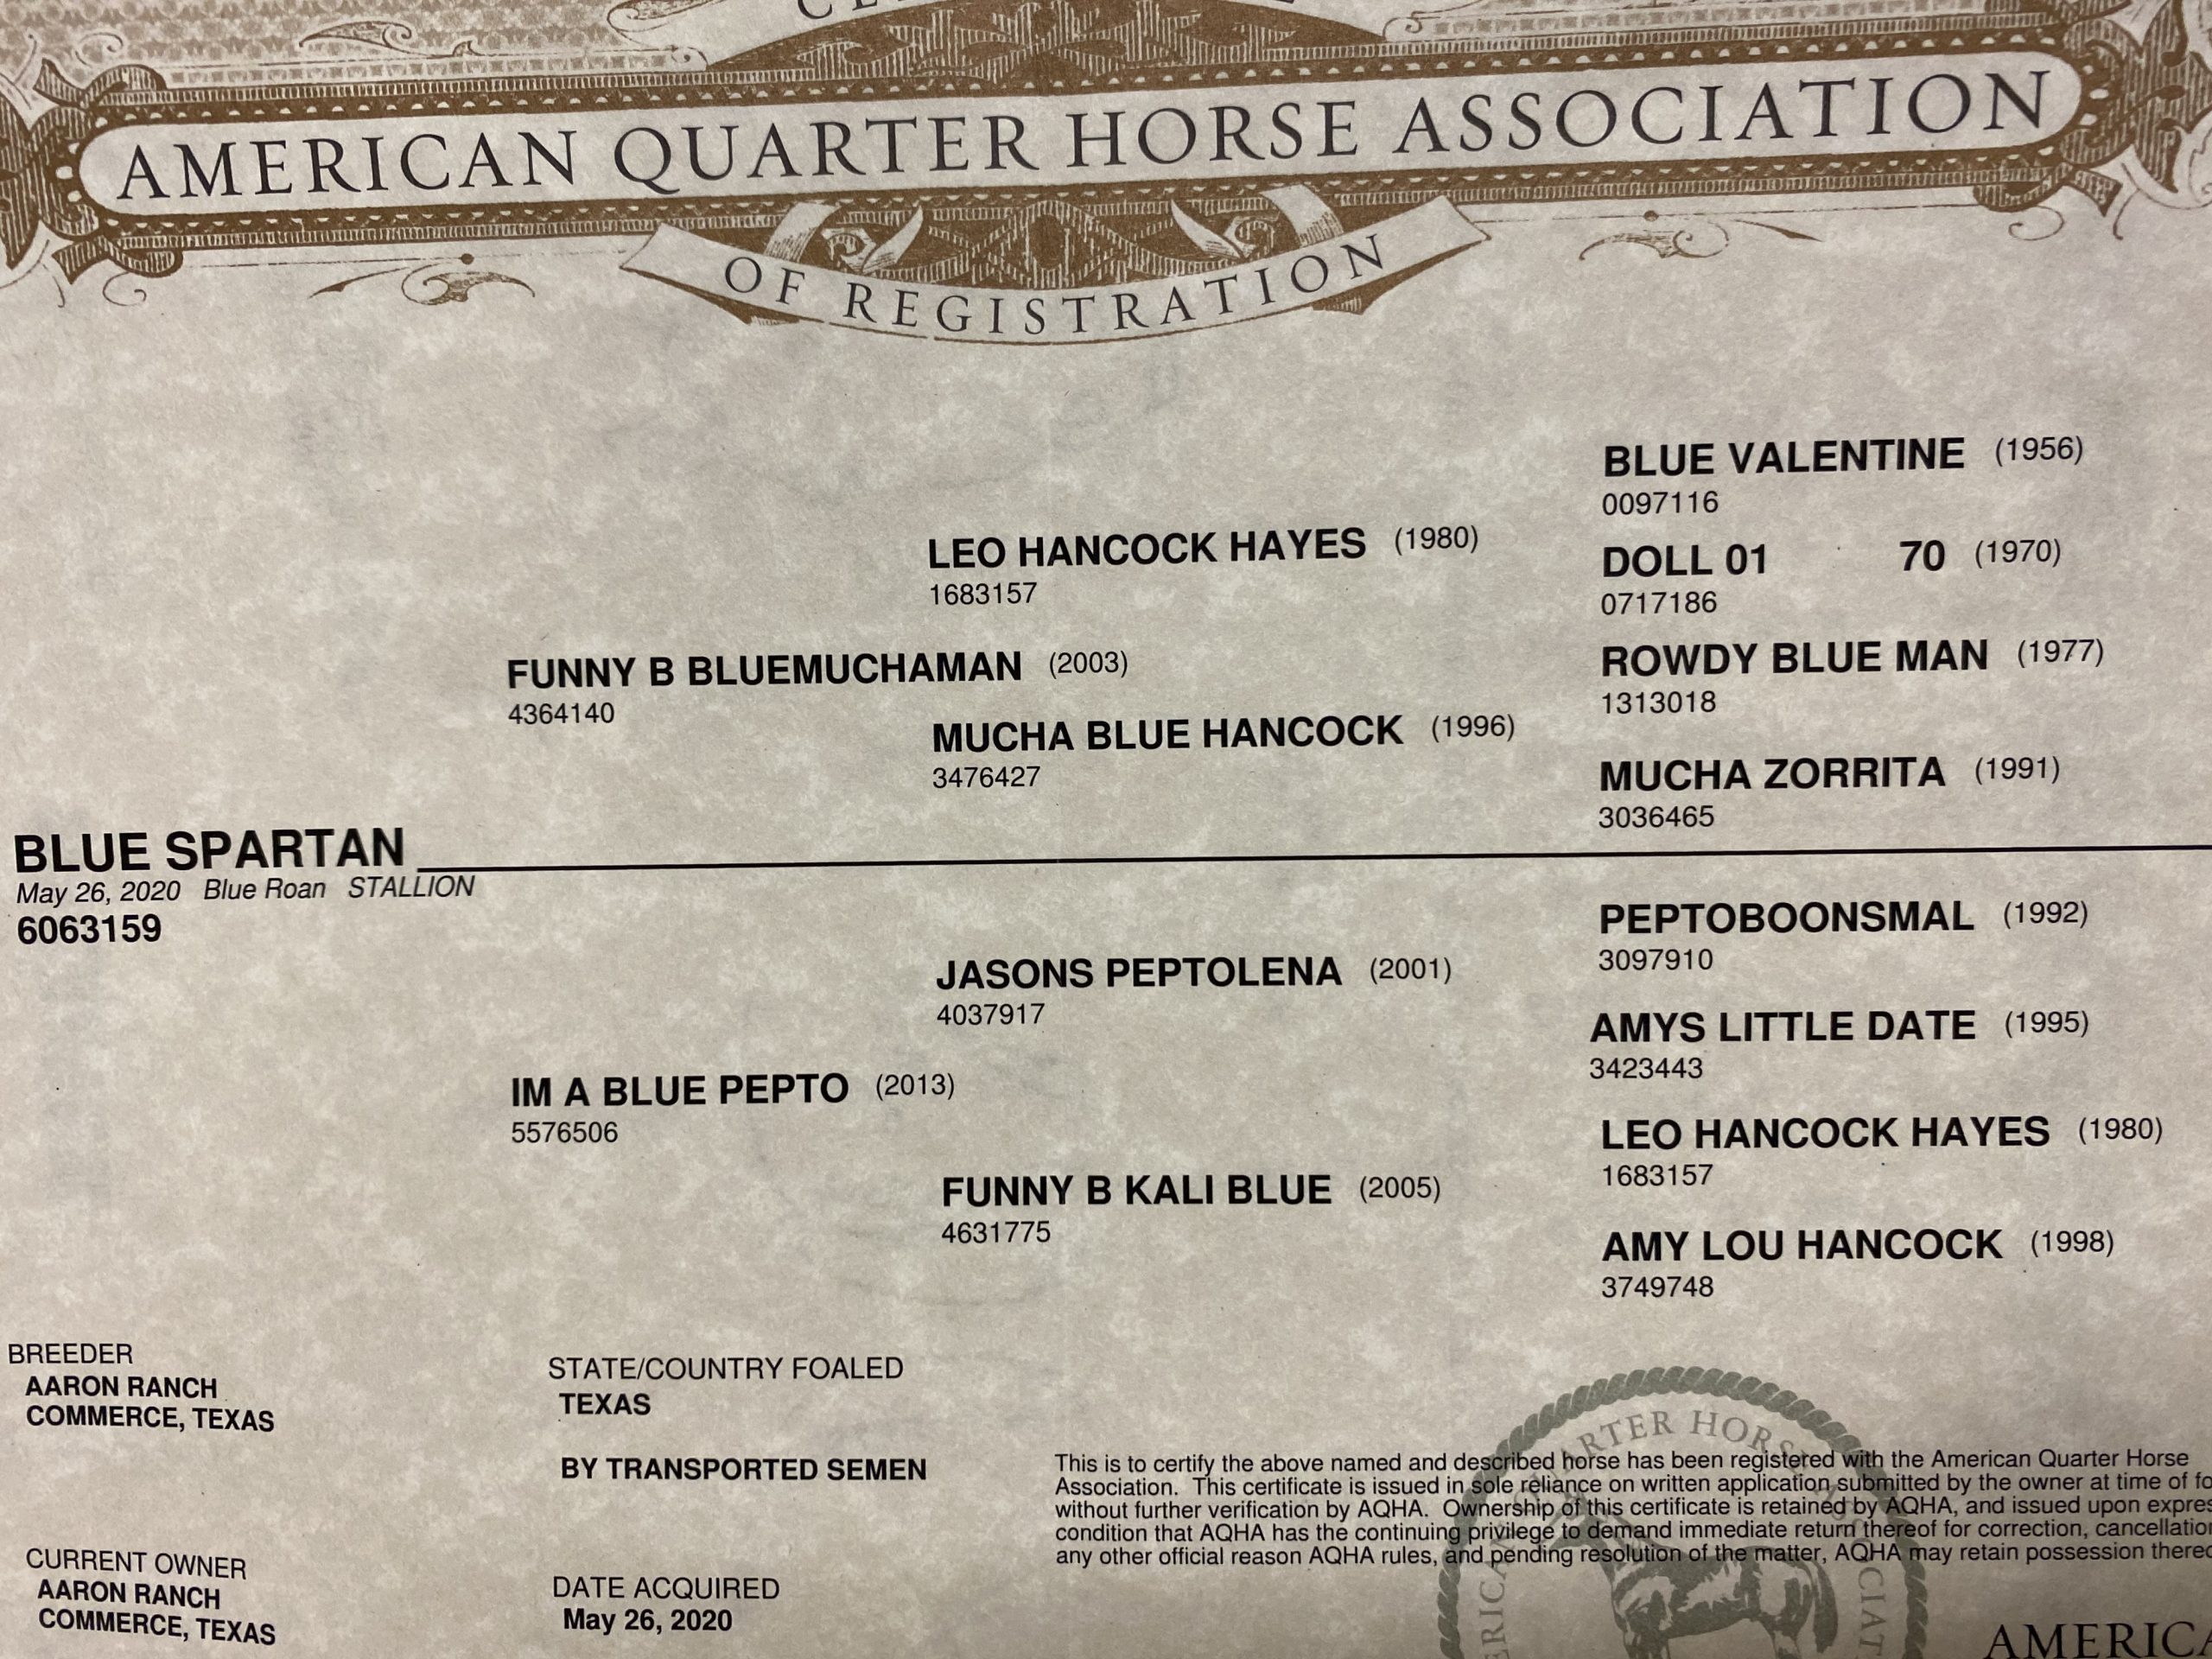 AMERICAN QUARTER HORSE ASSOCIATION
OF REGISTRATION
BLUE VALENTINE (1956)
0097116
LEO HANCOCK HAYES (1980)
1683157
DOLL 01 70 (1970)
0717186
FUNNY B BLUEMUCHAMAN (2003)
4364140
ROWDY BLUE MAN (1977)
1313018
MUCHA BLUE HANCOCK (1996)
3476427
MUCHA ZORRITA (1991)
3036465
BLUE SPARTAN
May 26, 2020 Blue Roan STALLION
6063159
PEPTOBOONSMAL (1992)
3097910
JASONS PEPTOLENA (2001)
4037917
AMYS LITTLE DATE (1995)
3423443
IM A BLUE PEPTO (2013)
5576506
LEO HANCOCK HAYES (1980)
1683157
FUNNY B KALI BLUE (2005)
4631775
AMY LOU HANCOCK (1998)
3749748
BREEDER
AARON RANCH
COMMERCE, TEXAS
STATE/COUNTRY FOALED
TEXAS
BY TRANSPORTED SEMEN
CURRENT OWNER
AARON RANCH
COMMERCE, TEXAS
DATE ACQUIRED
May 26, 2020
This is to certify the above named and described horse has been registered with the American Quarter Horse
Association. This certificate is issued in sole reliance on written application submitted by the owner at time of fo
without further verification by AQHA. Ownership of this certificate is retained by AQHA, and issued upon expres
condition that AQHA has the continuing privilege to demand immediate return thereof for correction, cancellatio
any other official reason AQHA rules, and pending resolution of the matter, AQHA may retain possession thereo
AMERICA